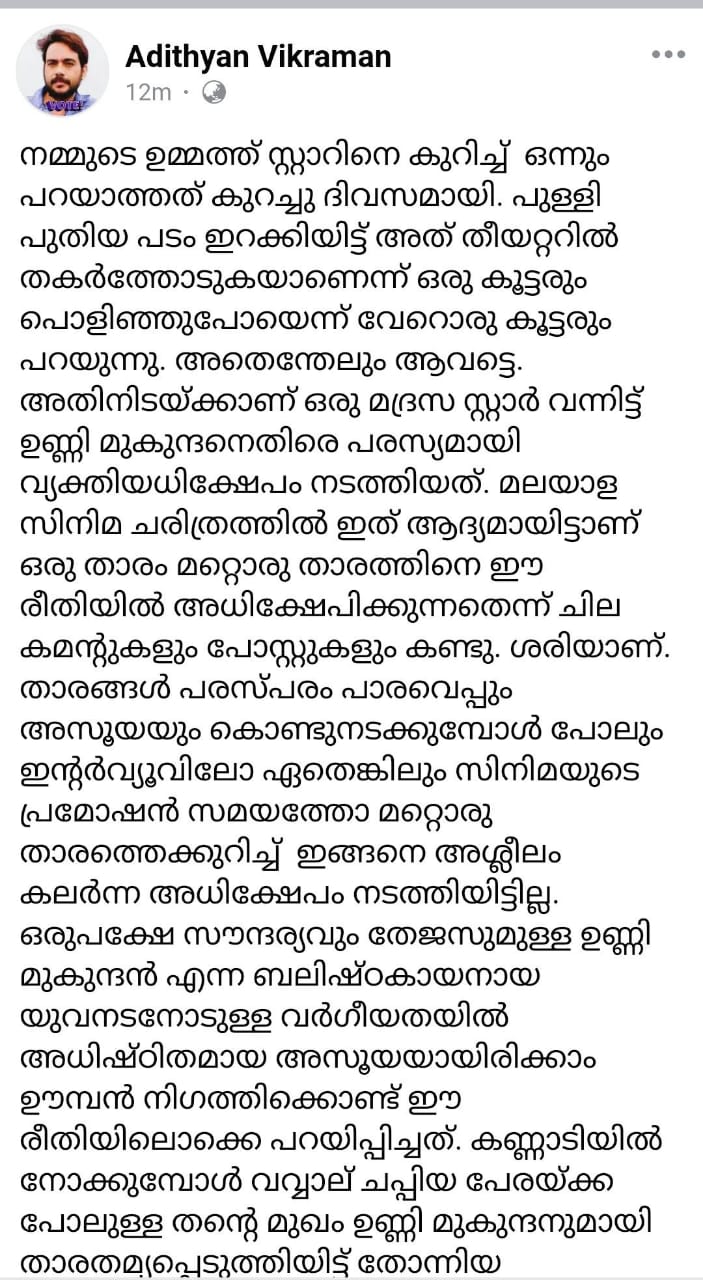 Adithyan Vikraman
12m ·
നമ്മുടെ ഉമ്മത്ത് സ്റ്റാറിനെ കുറിച്ച് ഒന്നും
പറയാത്തത് കുറച്ചു ദിവസമായി. പുള്ളി
പുതിയ പടം ഇറക്കിയിട്ട് അത് തീയറ്ററിൽ
തകർത്തോടുകയാണെന്ന് ഒരു കൂട്ടരും
പൊളിഞ്ഞുപോയെന്ന് വേറൊരു കൂട്ടരും
പറയുന്നു. അതെന്തേലും ആവട്ടെ.
അതിനിടയ്ക്കാണ് ഒരു മദ്രസ സ്റ്റാർ വന്നിട്ട്
ഉണ്ണി മുകുന്ദനെതിരെ പരസ്യമായി
വ്യക്തിയധിക്ഷേപം നടത്തിയത്. മലയാള
സിനിമ ചരിത്രത്തിൽ ഇത് ആദ്യമായിട്ടാണ്
ഒരു താരം മറ്റൊരു താരത്തിനെ ഈ
രീതിയിൽ അധിക്ഷേപിക്കുന്നതെന്ന് ചില
കമന്റുകളും പോസ്റ്റുകളും കണ്ടു. ശരിയാണ്.
താരങ്ങൾ പരസ്പരം പാരവെപ്പും
അസൂയയും കൊണ്ടുനടക്കുമ്പോൾ പോലും
ഇന്റർവ്യൂവിലോ ഏതെങ്കിലും സിനിമയുടെ
പ്രമോഷൻ സമയത്തോ മറ്റൊരു
താരത്തെക്കുറിച്ച് ഇങ്ങനെ അശ്ലീലം
കലർന്ന അധിക്ഷേപം നടത്തിയിട്ടില്ല.
ഒരുപക്ഷേ സൗന്ദര്യവും തേജസുമുള്ള ഉണ്ണി
മുകുന്ദൻ എന്ന ബലിഷ്ഠകായനായ
യുവനടനോടുള്ള വർഗീയതയിൽ
അധിഷ്ഠിതമായ അസൂയയായിരിക്കാം
ഊമ്പൻ നിഗത്തിക്കൊണ്ട് ഈ
രീതിയിലൊക്കെ പറയിപ്പിച്ചത്. കണ്ണാടിയിൽ
നോക്കുമ്പോൾ വവ്വാല് ചപ്പിയ പേരയ്ക്ക
പോലുള്ള തന്റെ മുഖം ഉണ്ണി മുകുന്ദനുമായി
താരതമ്യപ്പെടുത്തിയിട്ട് തോന്നിയ
VOTE!